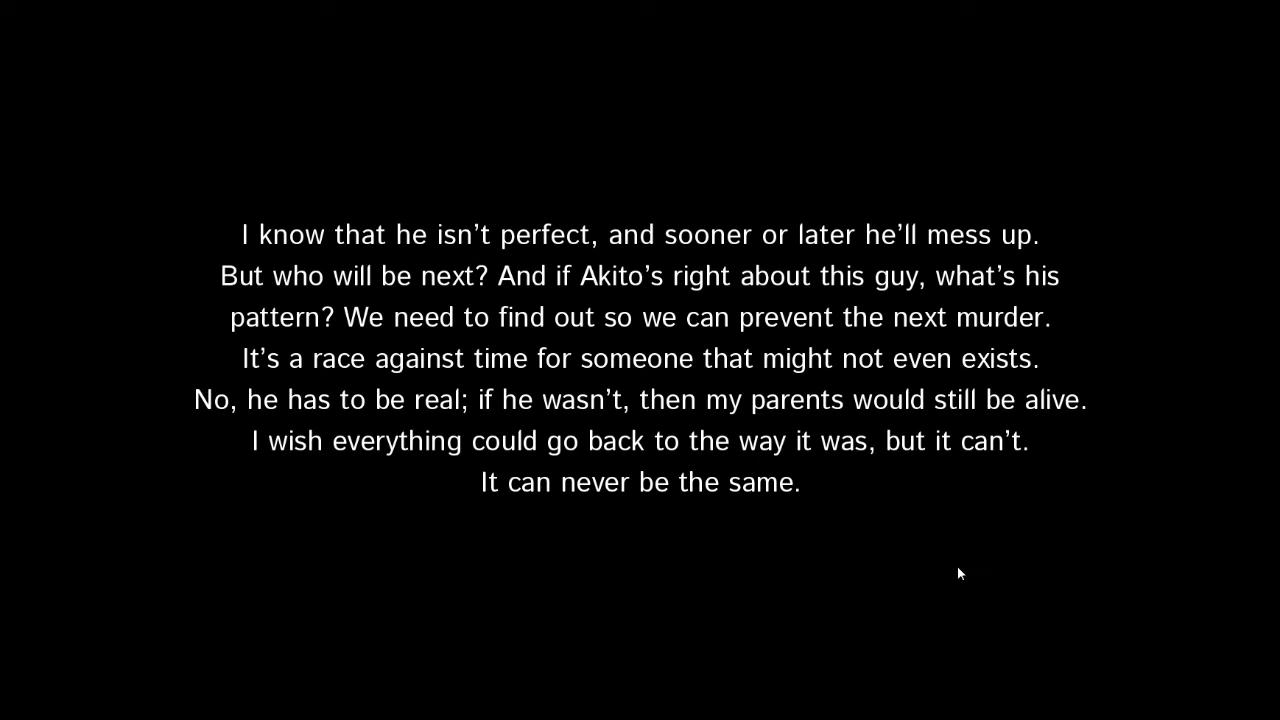 I know that he isn’t perfect, and sooner or later he’ll mess up.
But who will be next? And if Akito’s right about this guy, what’s his
pattern? We need to find out so we can prevent the next murder.
It’s a race against time for someone that might not even exists.
No, he has to be real; if he wasn’t, then my parents would still be alive.
I wish everything could go back to the way it was, but it can’t.
It can never be the same.